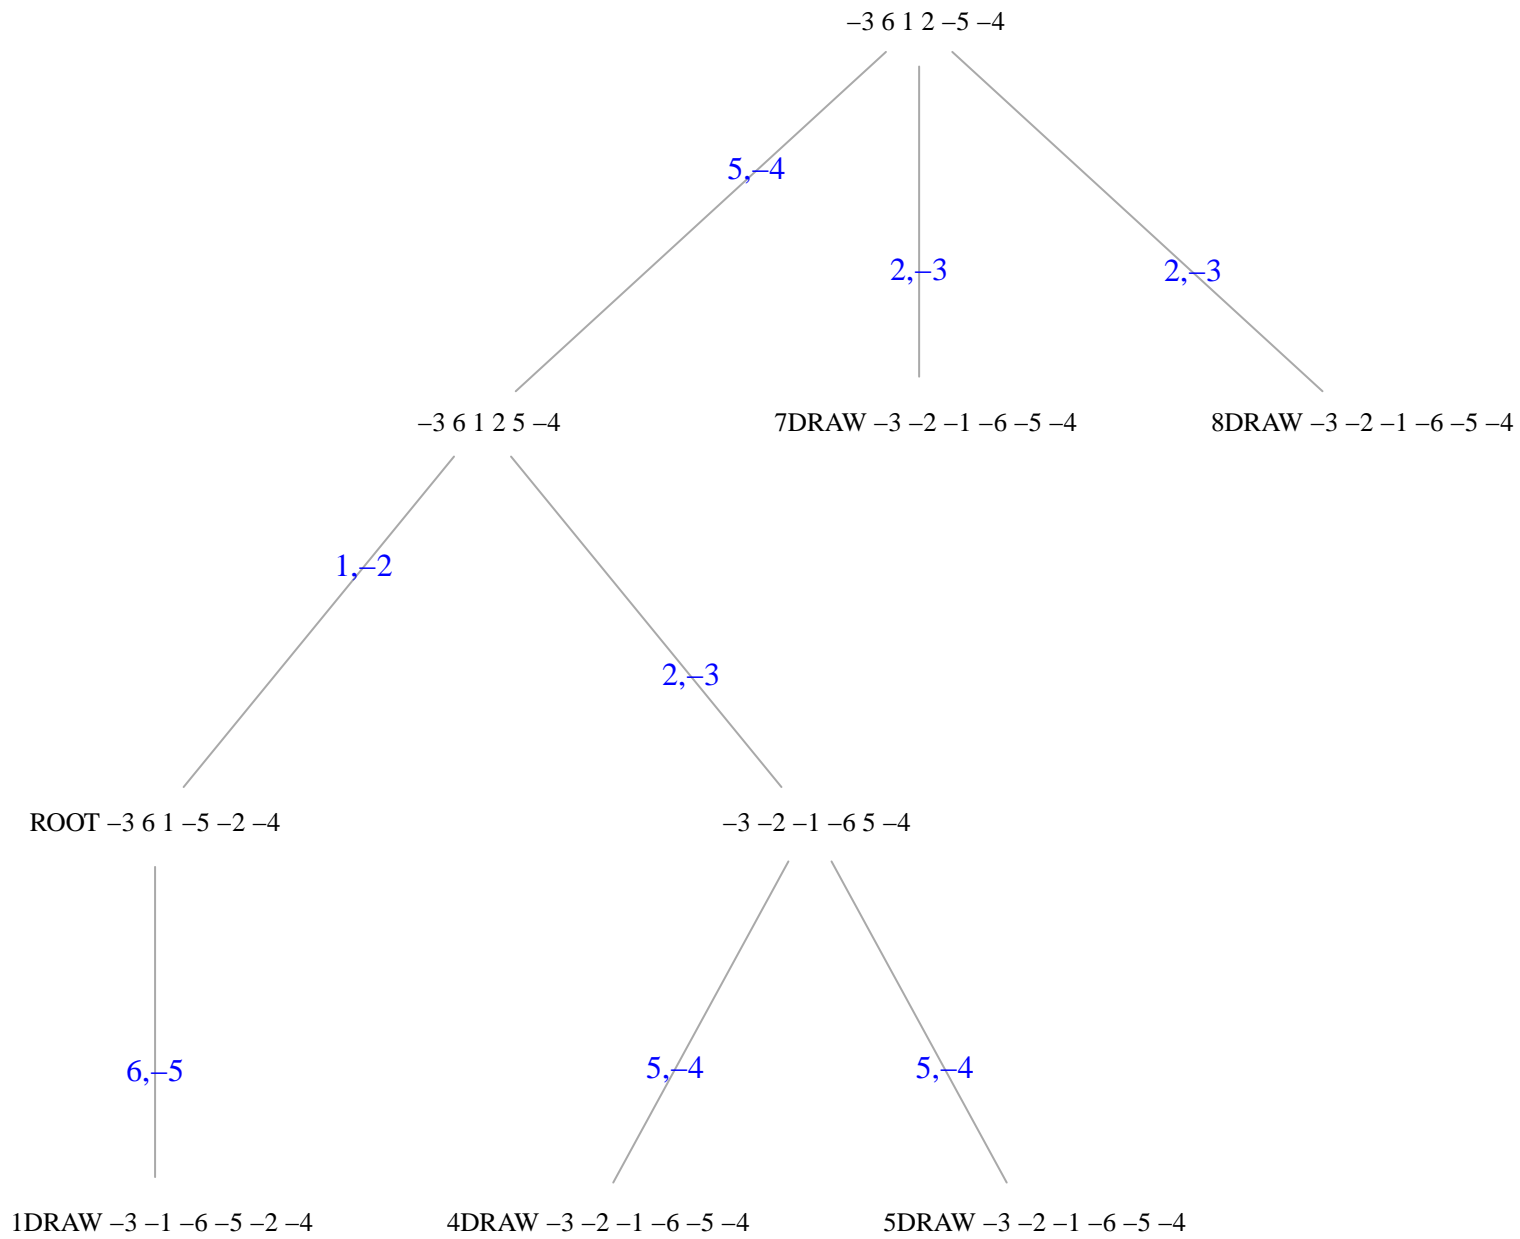 –3 6 1 2 –5 –4
5,–4
2,–3
2,–3
–3 6 1 2 5 –4
7DRAW –3 –2 –1 –6 –5 –4
8DRAW –3 –2 –1 –6 –5 –4
1,–2
2,–3
ROOT –3 6 1 –5 –2 –4
–3 –2 –1 –6 5 –4
6,–5
5,–4
5,–4
1DRAW –3 –1 –6 –5 –2 –4
4DRAW –3 –2 –1 –6 –5 –4
5DRAW –3 –2 –1 –6 –5 –4